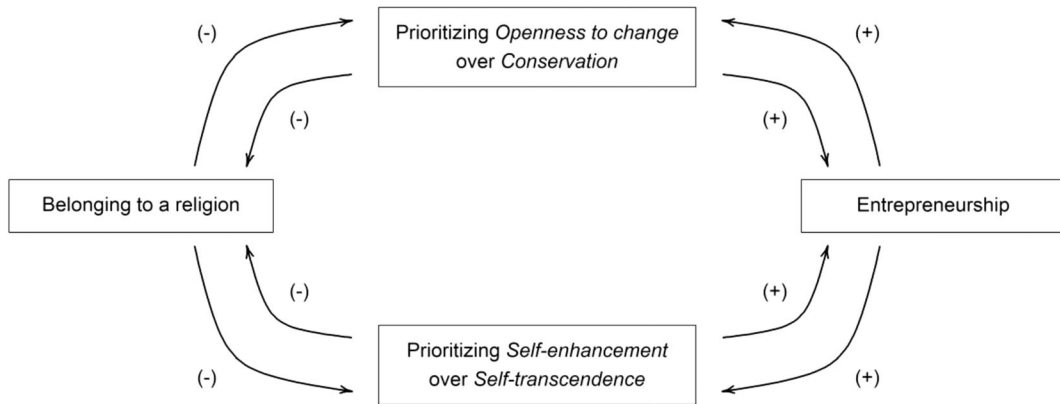 (-)
Prioritizing Openness to change
over Conservation
(+)
(-)
(+)
Belonging to a religion
Entrepreneurship
(-)
(+)
Prioritizing Self-enhancement
over Self-transcendence
(-)
(+)